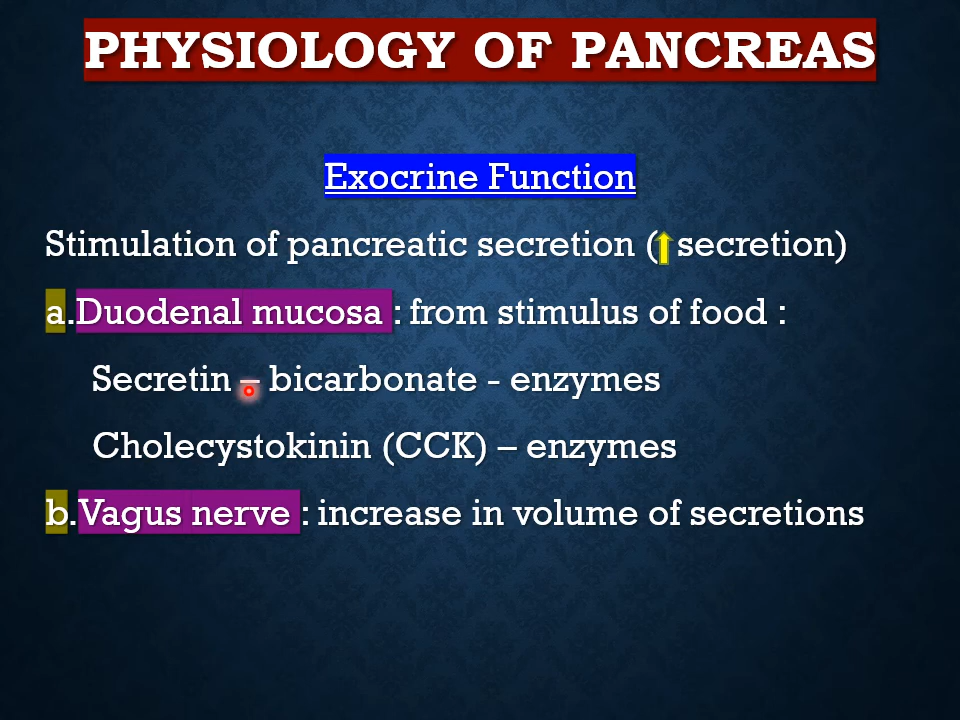 PHYSIOLOGY OF PANCREAS
Exocrine Function
Stimulation of pancreatic secretion (⬆ secretion)
a.Duodenal mucosa : from stimulus of food :
Secretin – bicarbonate - enzymes
Cholecystokinin (CCK) – enzymes
b.Vagus nerve : increase in volume of secretions